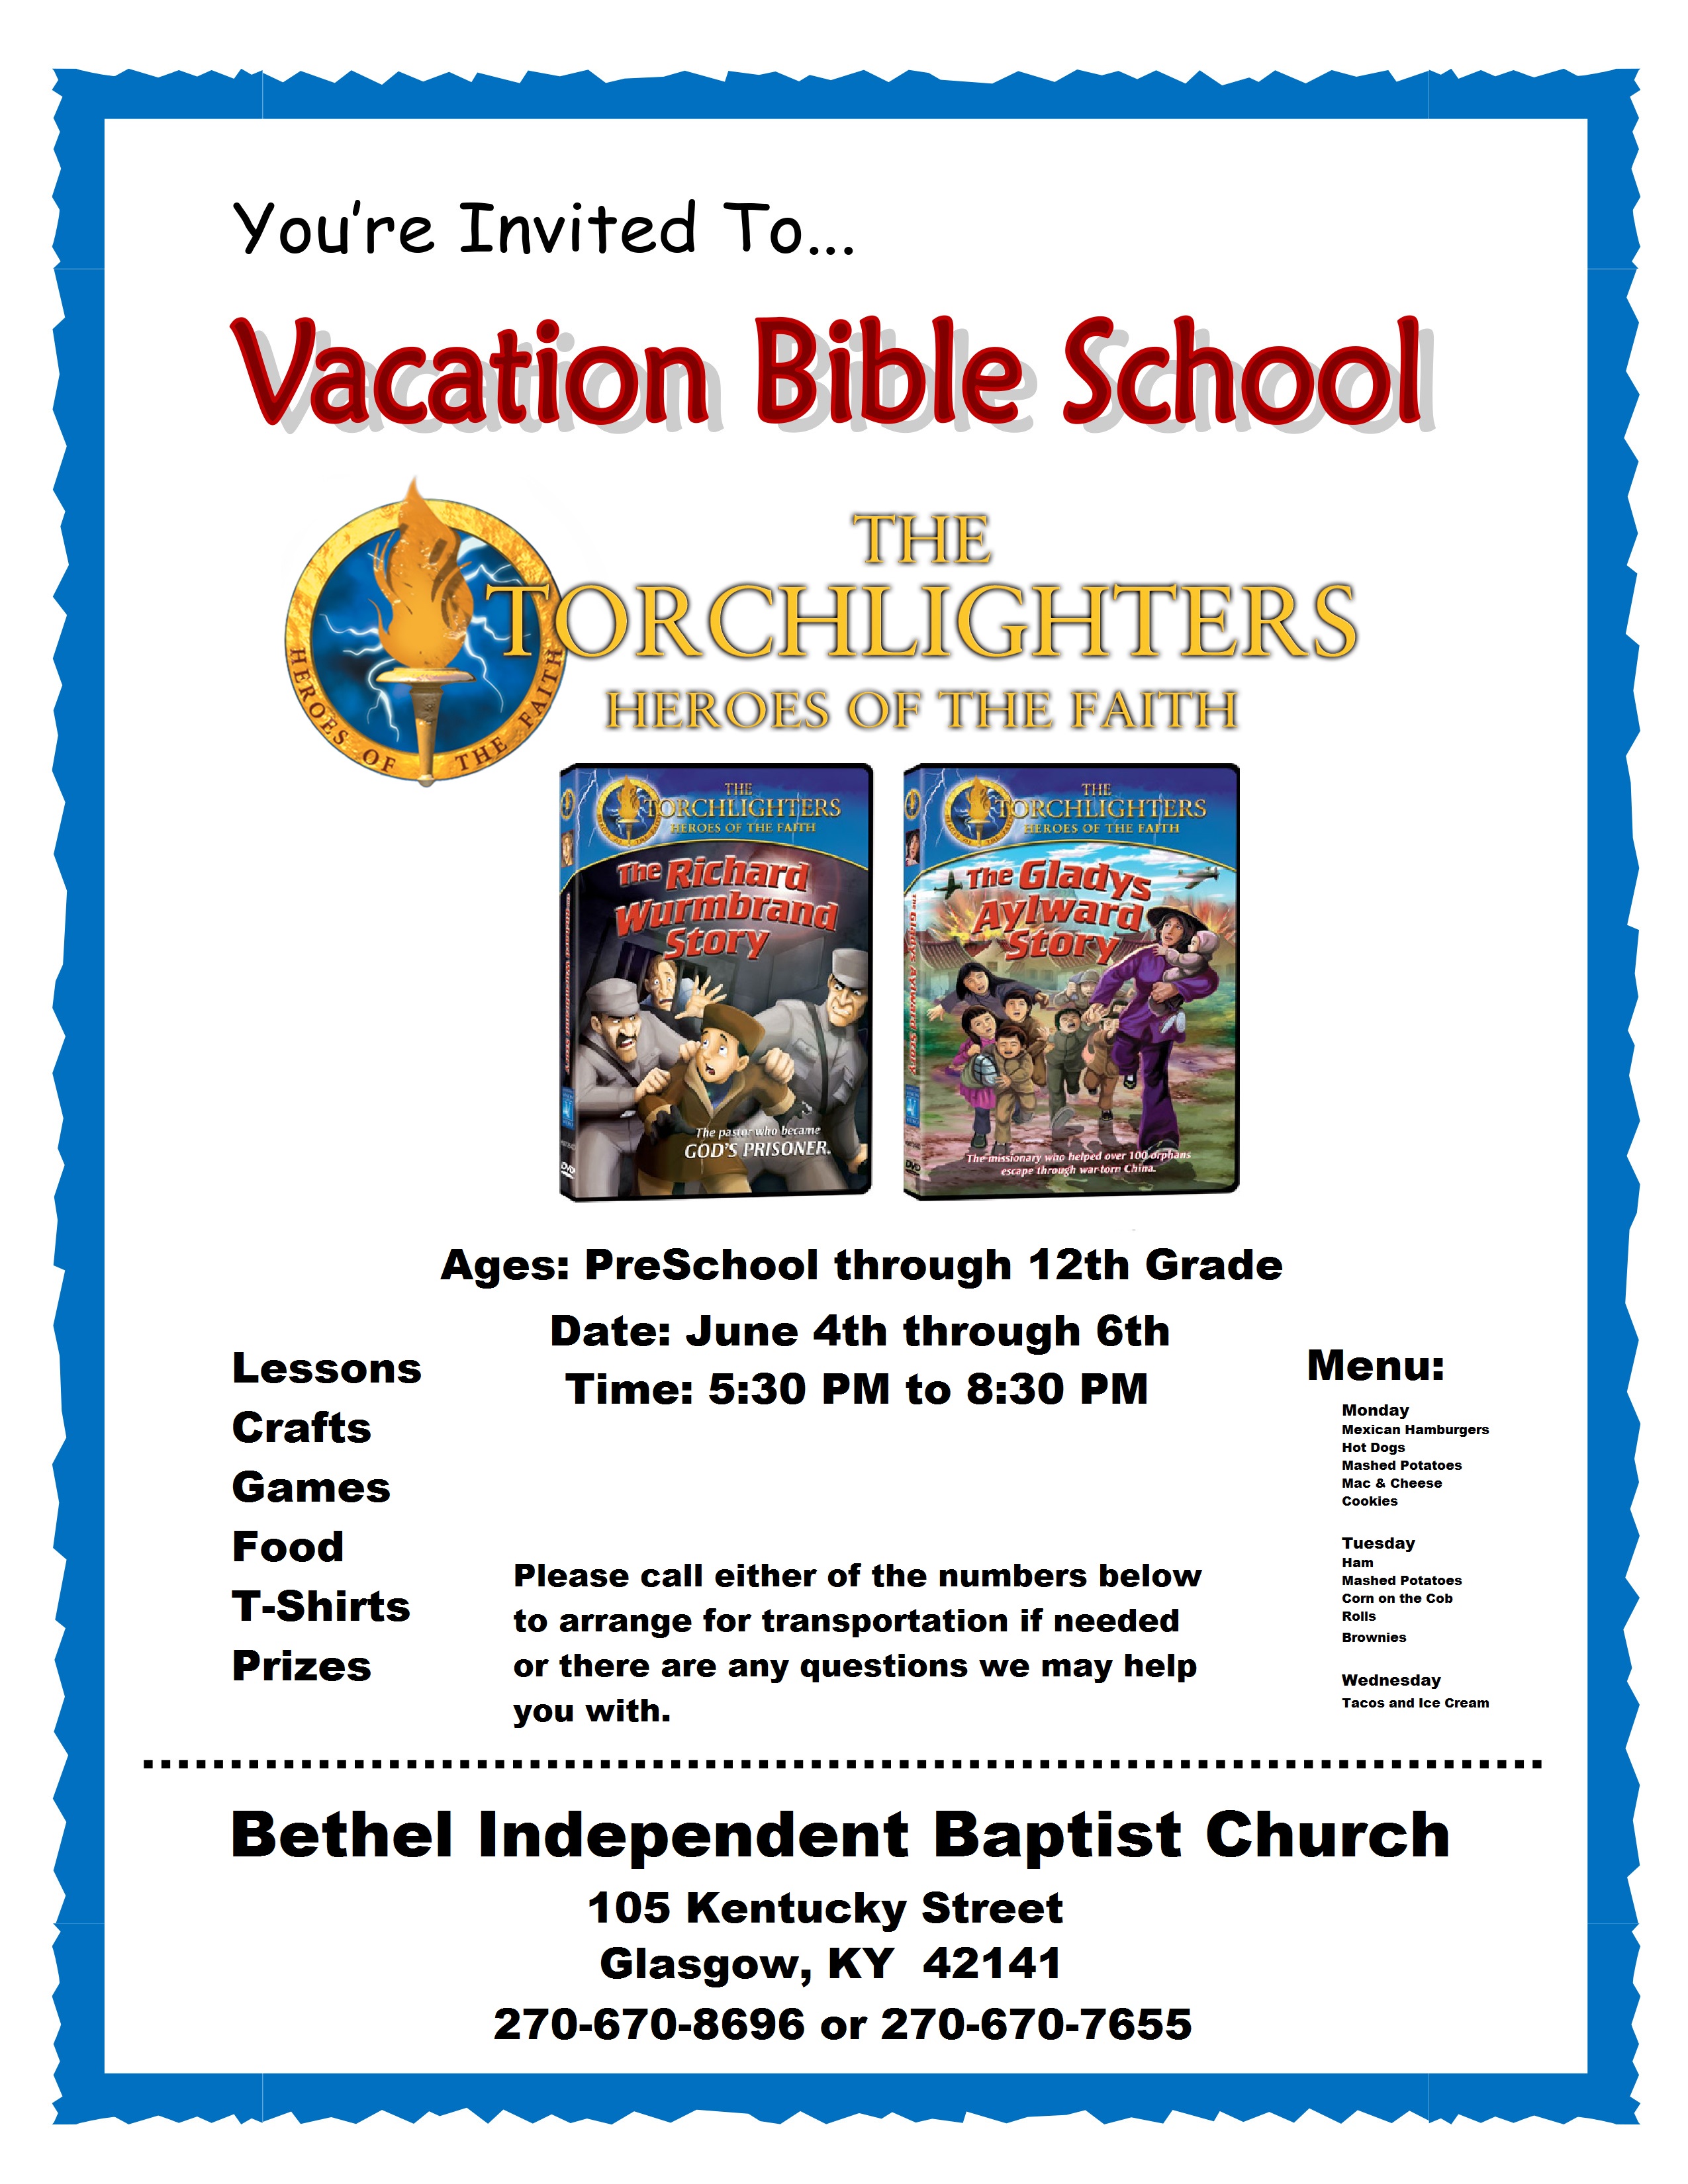 You're Invited To...
Vacation Bible School
THE
TORCHLIGHTERS
HEROES OF THE FAITH
HEROES OF THE FAITH
THE
TORCHLIGHTERS
HEROES OF THE FAITH
The Richard
Wurmbrand
Story
The pastor who became
GOD'S PRISONER.
DVD
THE
TORCHLIGHTERS
HEROES OF THE FAITH
The Gladys
Aylward
Story
The Gladys Aylward Story
The missionary who helped over 100 orphans
escape through war-torn China.
DVD
Ages: PreSchool through 12th Grade
Date: June 4th through 6th
Time: 5:30 PM to 8:30 PM
Lessons
Crafts
Games
Food
T-Shirts
Prizes
Please call either of the numbers below
to arrange for transportation if needed
or there are any questions we may help
you with.
Menu:
Monday
Mexican Hamburgers
Hot Dogs
Mashed Potatoes
Mac & Cheese
Cookies
Tuesday
Ham
Mashed Potatoes
Corn on the Cob
Rolls
Brownies
Wednesday
Tacos and Ice Cream
Bethel Independent Baptist Church
105 Kentucky Street
Glasgow, KY  42141
270-670-8696 or 270-670-7655